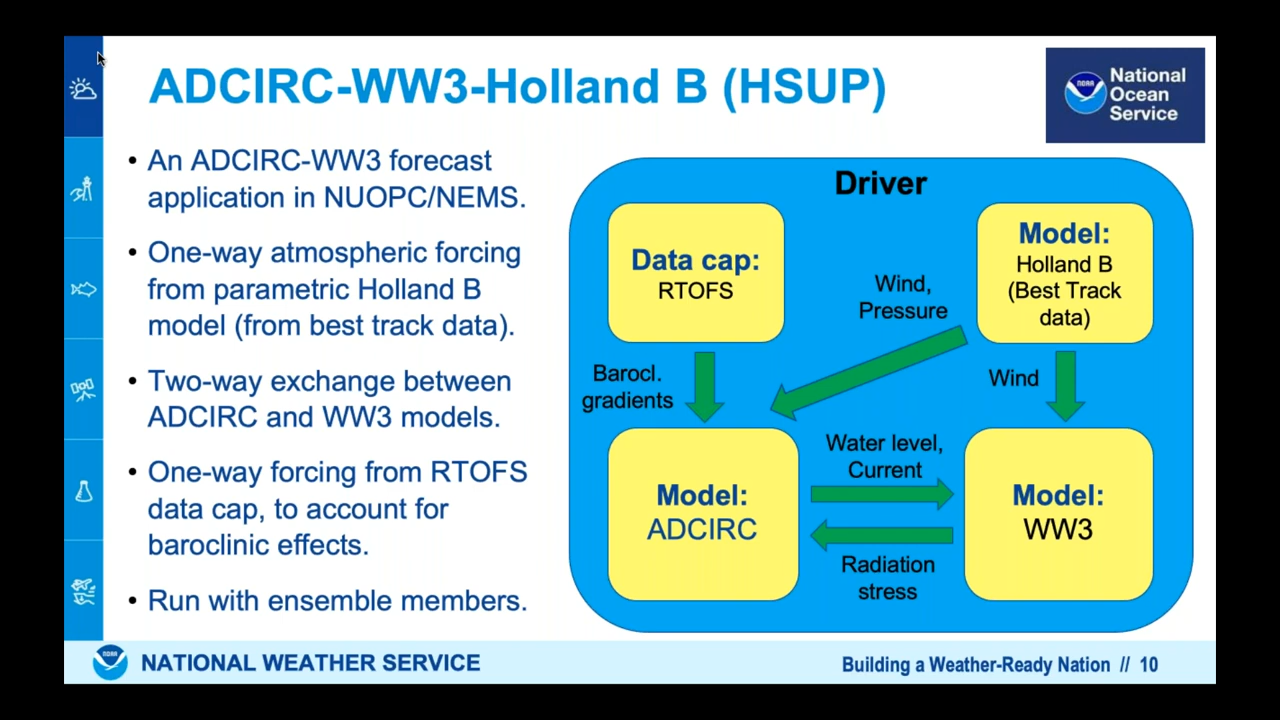 ADCIRC-WW3-Holland B (HSUP)
NOAA
National
Ocean
Service
• An ADCIRC-WW3 forecast
application in NUOPC/NEMS.
• One-way atmospheric forcing
from parametric Holland B
model (from best track data).
• Two-way exchange between
ADCIRC and WW3 models.
• One-way forcing from RTOFS
data cap, to account for
baroclinic effects.
• Run with ensemble members.
Driver
Data cap:
RTOFS
Model:
Holland B
(Best Track
data)
Wind,
Pressure
Barocl.
gradients
Wind
Water level,
Current
Model:
ADCIRC
Model:
WW3
Radiation
stress
NOAA
NATIONAL WEATHER SERVICE
Building a Weather-Ready Nation // 10